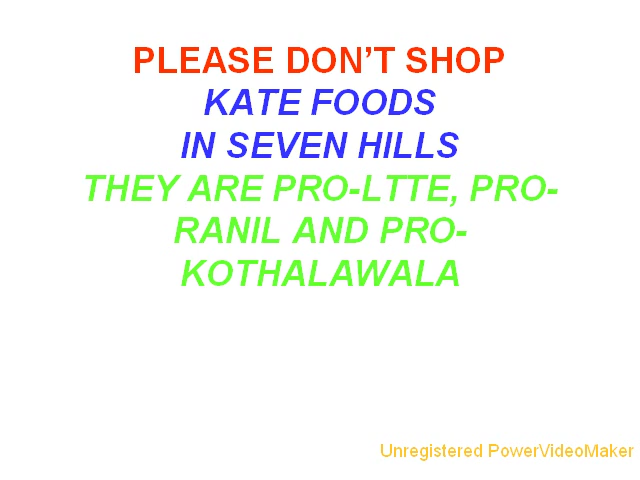 PLEASE DON’T SHOP
KATE FOODS
IN SEVEN HILLS
THEY ARE PRO-LTTE, PRO-
RANIL AND PRO-
KOTHALAWALA
Unregistered PowerVideoMaker